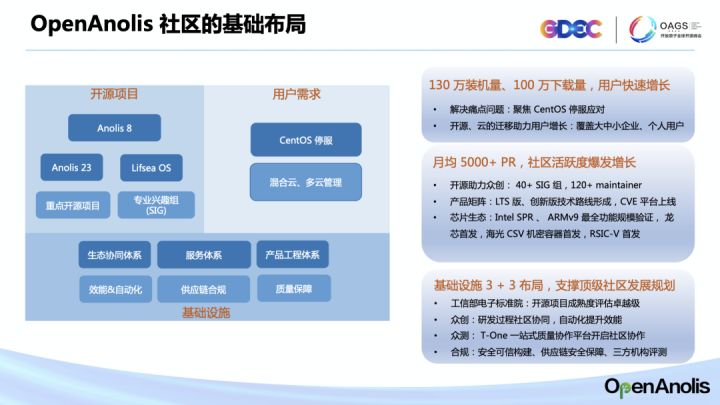 OpenAnolis 社区的基础布局
GDEC
OAGS
开放原子全球开源峰会
开源项目
用户需求
Anolis 8
CentOS 停服
Anolis 23
Lifsea OS
混合云、多云管理
重点开源项目
专业兴趣组
(SIG)
生态协同体系
服务体系
产品工程体系
效能&自动化
供应链合规
质量保障
基础设施
130 万装机量、100 万下载量，用户快速增长
• 解决痛点问题：聚焦 CentOS 停服应对
• 开源、云的迁移助力用户增长：覆盖大中小企业、个人用户
月均 5000+ PR，社区活跃度爆发增长
• 开源助力众创： 40+ SIG 组，120+ maintainer
• 产品矩阵：LTS 版、创新版技术路线形成，CVE 平台上线
• 芯片生态：Intel SPR 、 ARMv9 最全功能规模验证， 龙
芯首发，海光 CSV 机密容器首发，RSIC-V 首发
基础设施 3 + 3 布局，支撑顶级社区发展规划
• 工信部电子标准院：开源项目成熟度评估卓越级
• 众创：研发过程社区协同，自动化提升效能
• 众测： T-One 一站式质量协作平台开启社区协作
• 合规：安全可信构建、供应链安全保障、三方机构评测
OpenAnolis